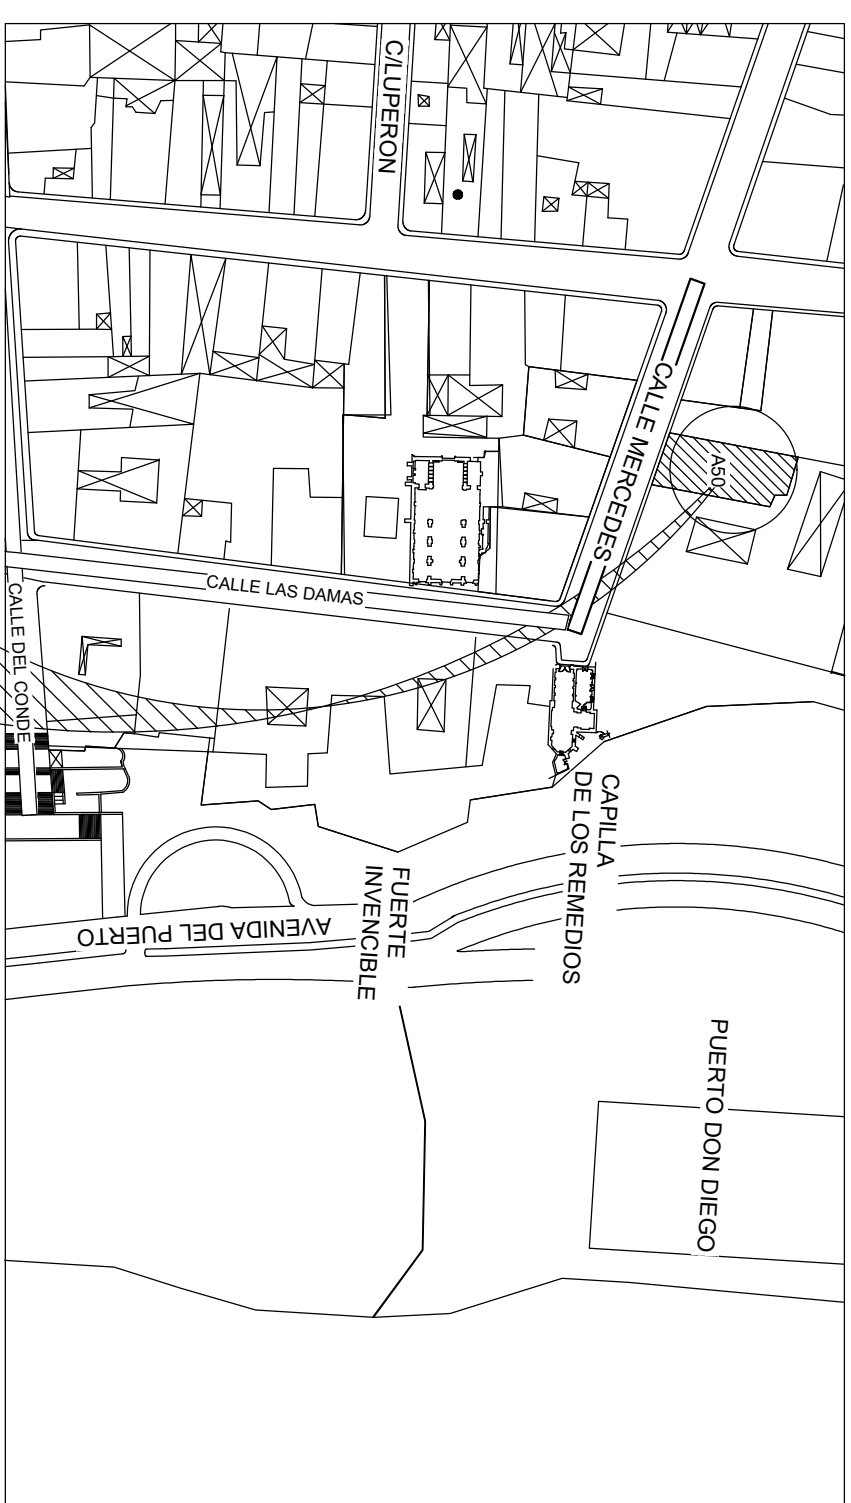 C/LUPERON
CALLE MERCEDES
A50
CALLE LAS DAMAS
CALLE DEL CONDE
CAPILLA
DE LOS REMEDIOS
FUERTE
INVENCIBLE
AVENIDA DEL PUERTO
PUERTO DON DIEGO